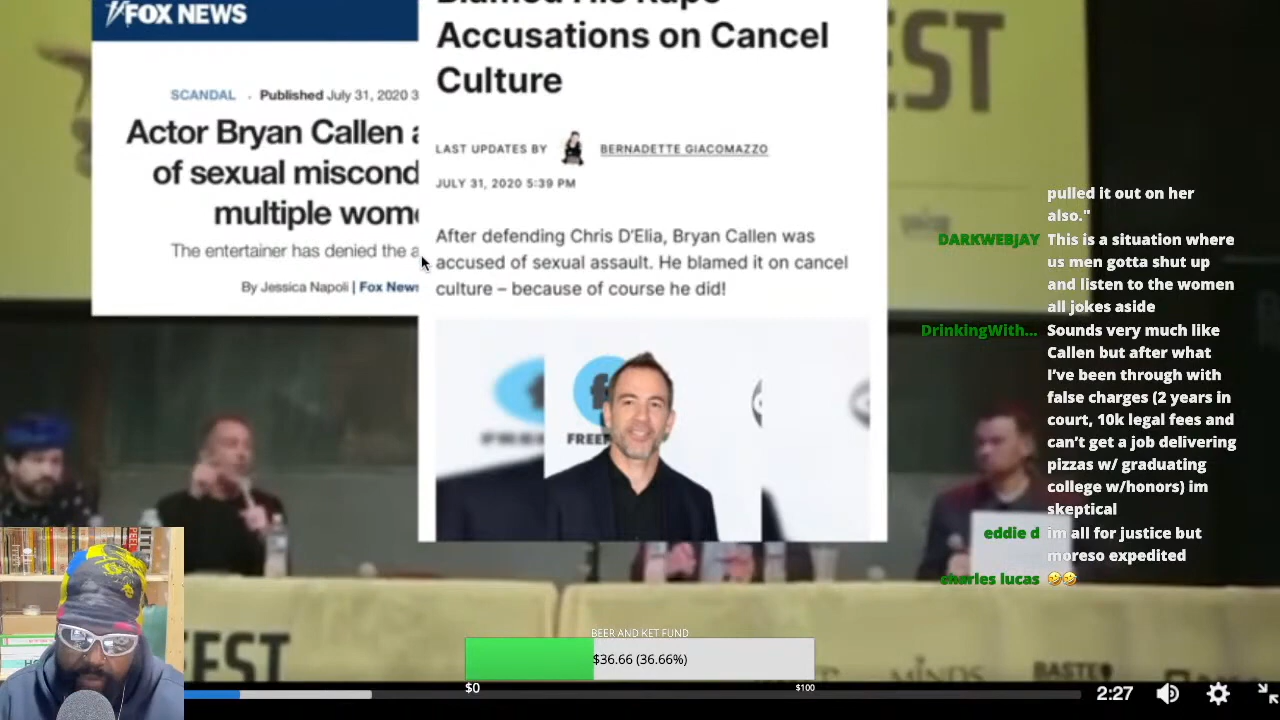 FOX NEWS
SCANDAL · Published July 31, 2020 3
Actor Bryan Callen a
of sexual miscond
multiple wome
The entertainer has denied the a
By Jessica Napoli | Fox News
Accusations on Cancel
Culture
LAST UPDATES BY BERNADETTE GIACOMAZZO
JULY 31, 2020 5:39 PM
After defending Chris D'Elia, Bryan Callen was
accused of sexual assault. He blamed it on cancel
culture – because of course he did!
EST
pulled it out on her
also."
DARKWEBJAY This is a situation where
us men gotta shut up
and listen to the women
all jokes aside
DrinkingWith... Sounds very much like
Callen but after what
I've been through with
false charges (2 years in
court, 10k legal fees and
can't get a job delivering
pizzas w/ graduating
college w/honors) im
skeptical
eddie d im all for justice but
moreso expedited
charles lucas 🤣🤣
FEST
MINDS
BEER AND KET FUND
$36.66 (36.66%)
$0
$100
2:27